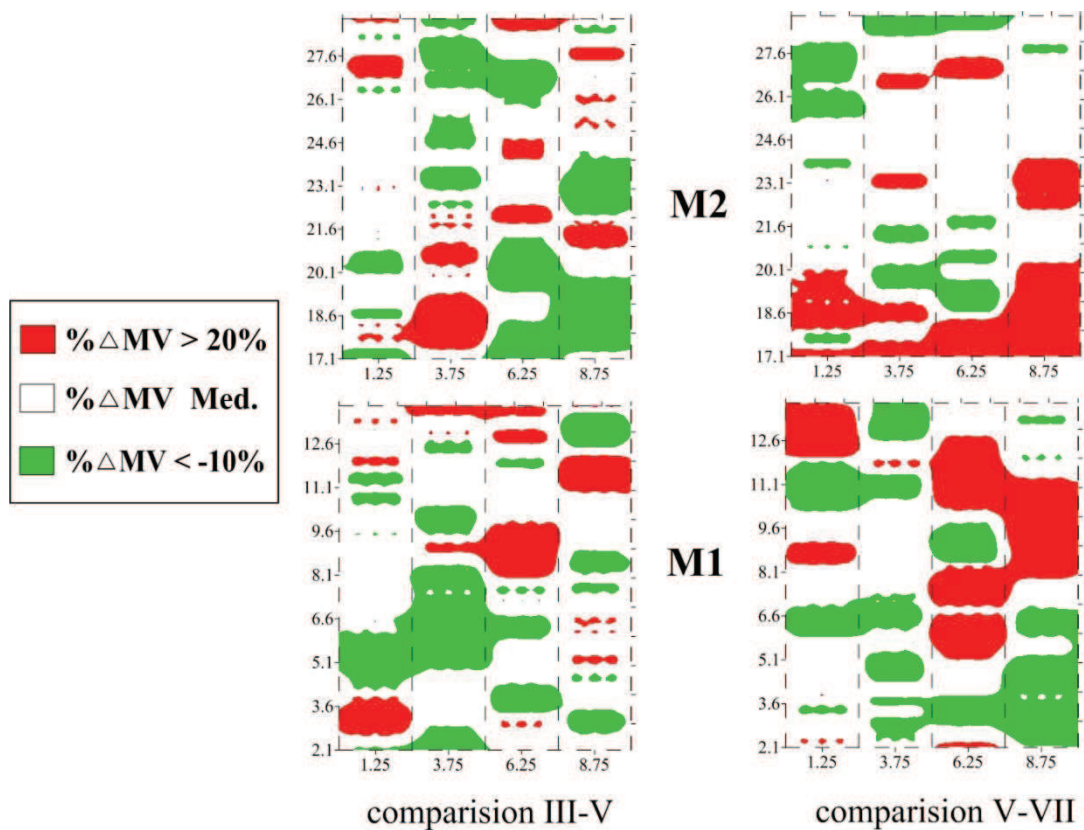 27.6
26.1
24.6
23.1
21.6
20.1
18.6
17.1
1.25 3.75 6.25 8.75
M2
27.6
26.1
24.6
23.1
21.6
20.1
18.6
17.1
1.25 3.75 6.25 8.75
% △ MV > 20%
% △ MV Med.
% △ MV < -10%
12.6
11.1
9.6
8.1
6.6
5.1
3.6
2.1
1.25 3.75 6.25 8.75
M1
12.6
11.1
9.6
8.1
6.6
5.1
3.6
2.1
1.25 3.75 6.25 8.75
comparision III-V
comparision V-VII